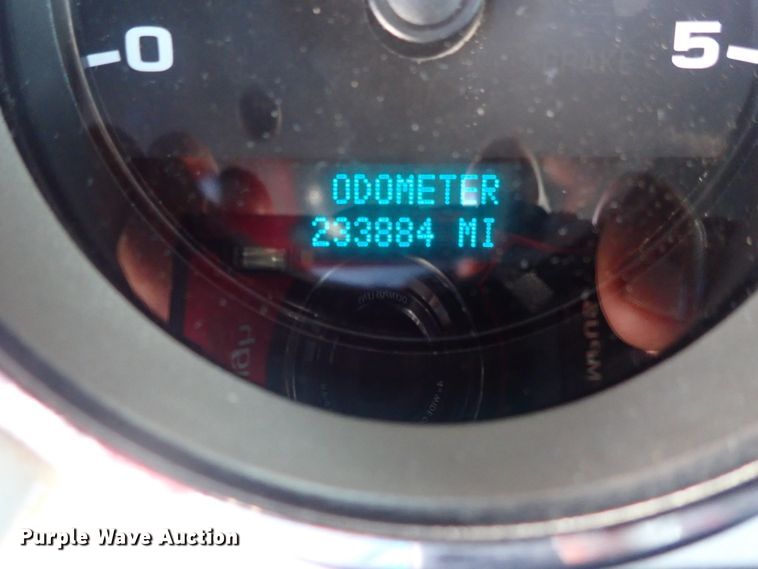 0 5
ODOMETER
233884 MI
Purple Wave Auction